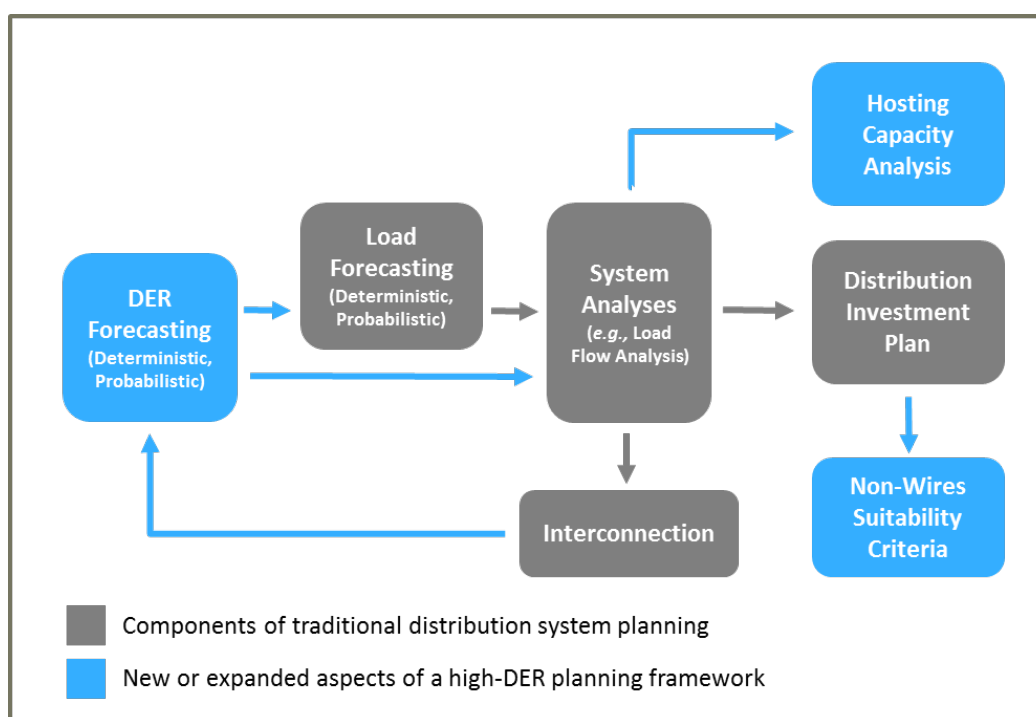 Hosting
Capacity
Analysis
Load
Forecasting
(Deterministic,
Probabilistic)
System
Analyses
(e.g., Load
Flow Analysis)
DER
Forecasting
(Deterministic,
Probabilistic)
Distribution
Investment
Plan
Interconnection
Non-Wires
Suitability
Criteria
Components of traditional distribution system planning
New or expanded aspects of a high-DER planning framework